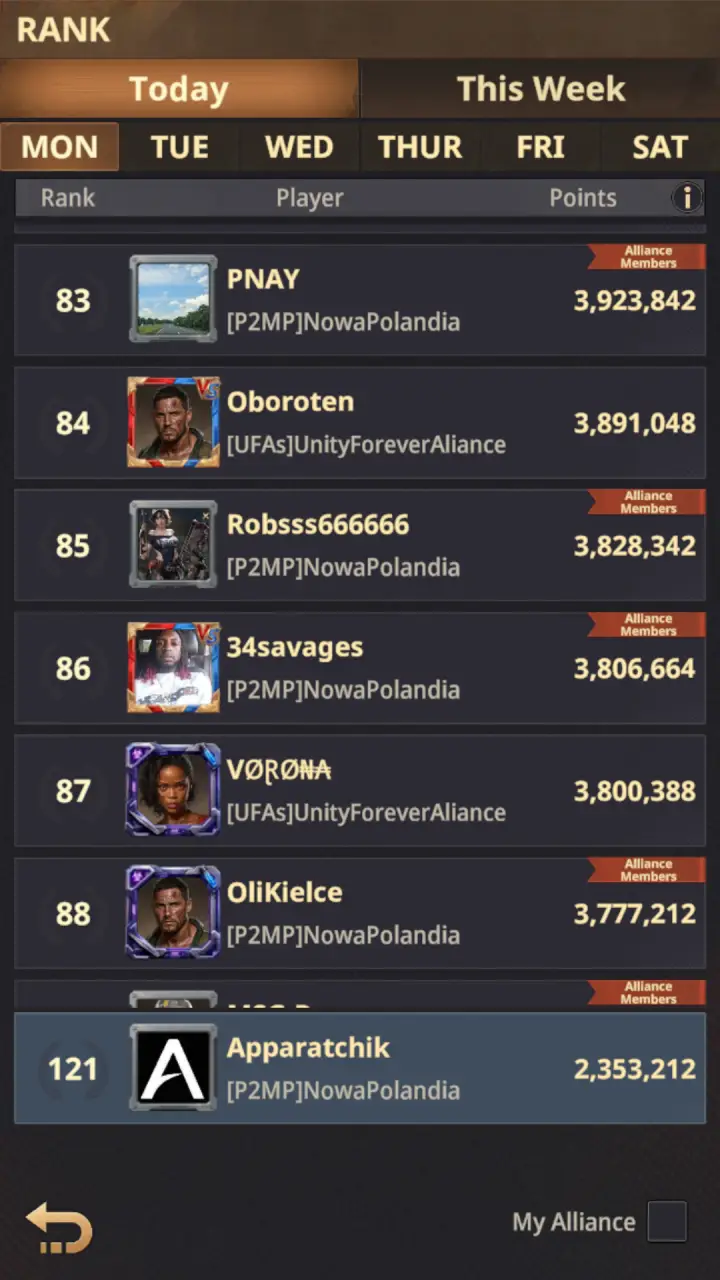 RANK
Today This Week
MON TUE WED THUR FRI SAT
Rank Player Points i
Alliance
Members
83 PNAY 3,923,842
[P2MP]NowaPolandia
84 Oboroten 3,891,048
[UFAs]UnityForeverAliance
Alliance
Members
85 Robsss666666 3,828,342
[P2MP]NowaPolandia
Alliance
Members
86 34savages 3,806,664
[P2MP]NowaPolandia
87 VØⱤØ₦₳ 3,800,388
[UFAs]UnityForeverAliance
Alliance
Members
88 OliKielce 3,777,212
[P2MP]NowaPolandia
Alliance
Members
121 Apparatchik 2,353,212
[P2MP]NowaPolandia
My Alliance